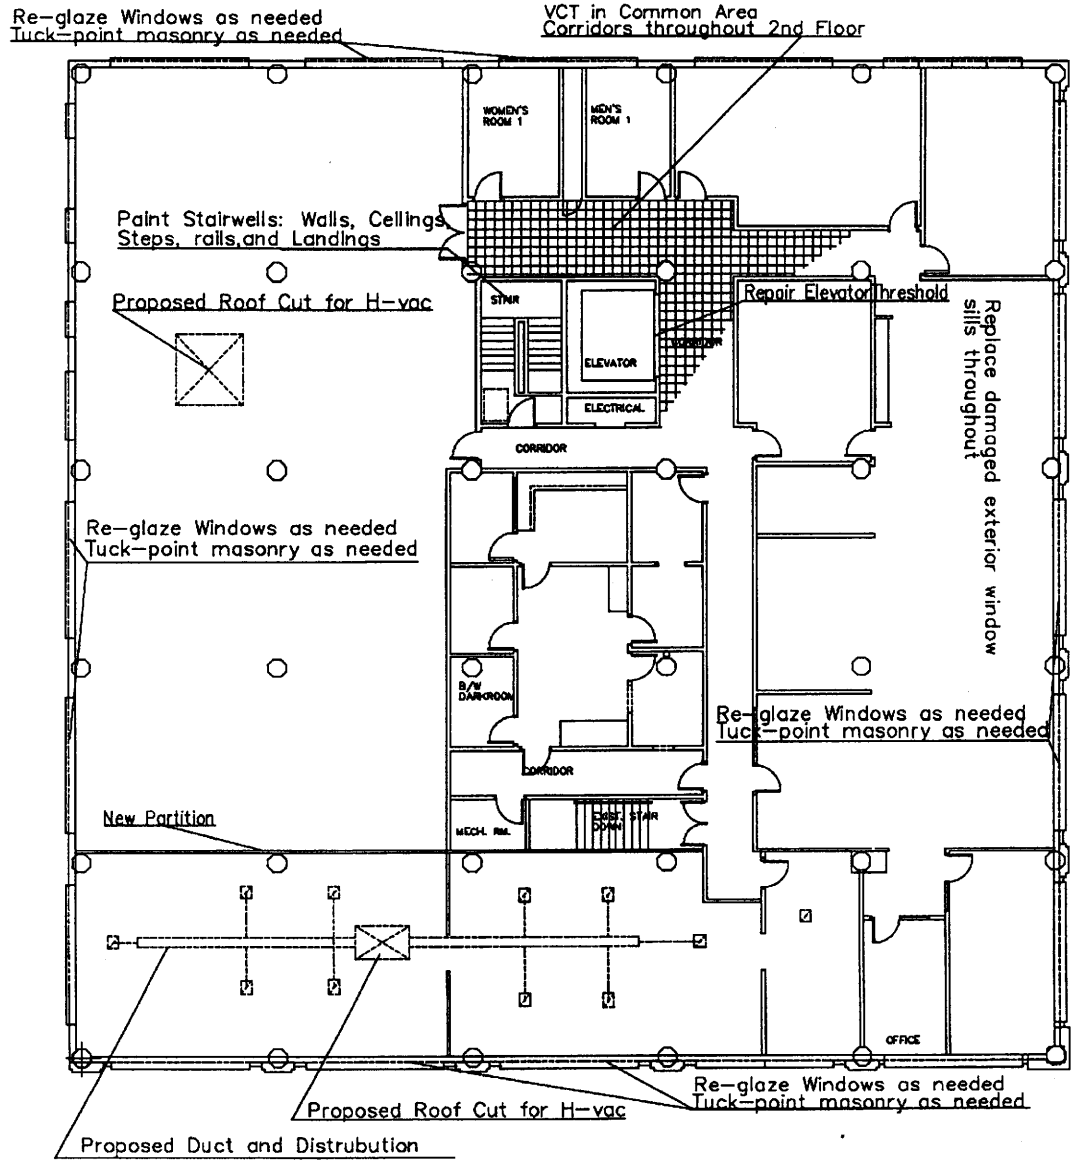 Re-glaze Windows as needed
Tuck-point masonry as needed
VCT in Common Area
Corridors throughout 2nd Floor
WOMEN'S
ROOM 1
MEN'S
ROOM 1
Paint Stairwells: Walls, Cellings,
Steps, rails,and Landings
Proposed Roof Cut for H-vac
STAIR
Repair Elevator Threshold
CORRIDOR
ELEVATOR
ELECTRICAL
CORRIDOR
Replace damaged exterior window
sills throughout
Re-glaze Windows as needed
Tuck-point masonry as needed
B/W
DARKROOM
Re-glaze Windows as needed
Tuck-point masonry as needed
CORRIDOR
New Partition
MECH. RM.
EXIST. STAIR
DOWN
OFFICE
Re-glaze Windows as needed
Tuck-point masonry as needed
Proposed Roof Cut for H-vac
Proposed Duct and Distrubution